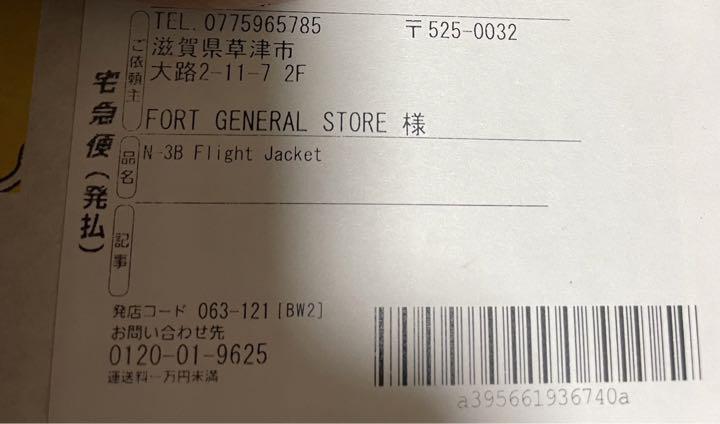 TEL. 0775965785 〒525-0032
滋賀県草津市
大路2-11-7 2F
ご依頼主
FORT GENERAL STORE 様
宅急便(発払)
品名
N-3B Flight Jacket
記事
発店コード 063-121[BW2]
お問い合わせ先
0120-01-9625
運送料一万円未満
a395661936740a